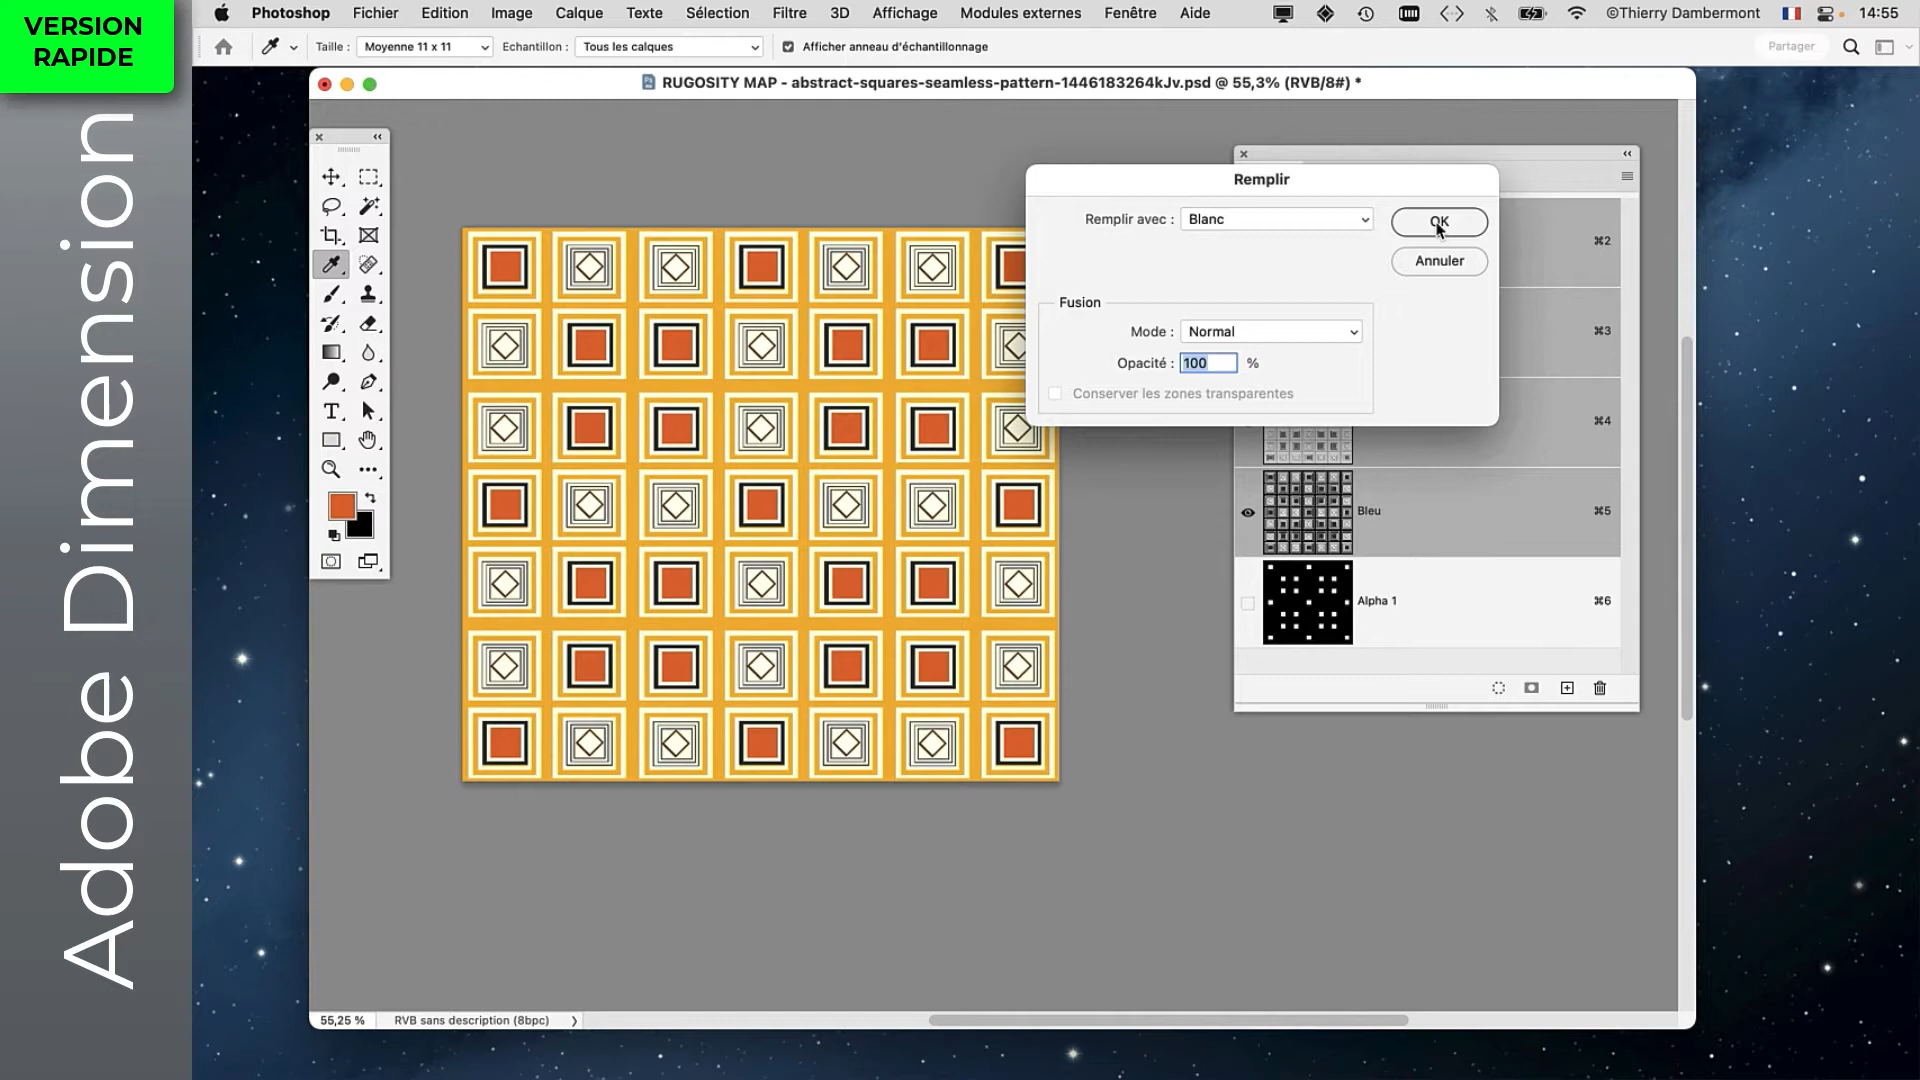 VERSION
RAPIDE
Adobe Dimension
Photoshop Fichier Edition Image Calque Texte Sélection Filtre 3D Affichage Modules externes Fenêtre Aide ©Thierry Dambermont 14:55
Taille : Moyenne 11 x 11 Echantillon : Tous les calques Afficher anneau d'échantillonnage Partager
RUGOSITY MAP - abstract-squares-seamless-pattern-1446183264kJv.psd @ 55,3% (RVB/8#) *
Remplir
Remplir avec : Blanc OK
Annuler
Fusion
Mode : Normal
Opacité : 100 %
Conserver les zones transparentes
⌘2
⌘3
⌘4
Bleu ⌘5
Alpha 1 ⌘6
55,25 % RVB sans description (8bpc)